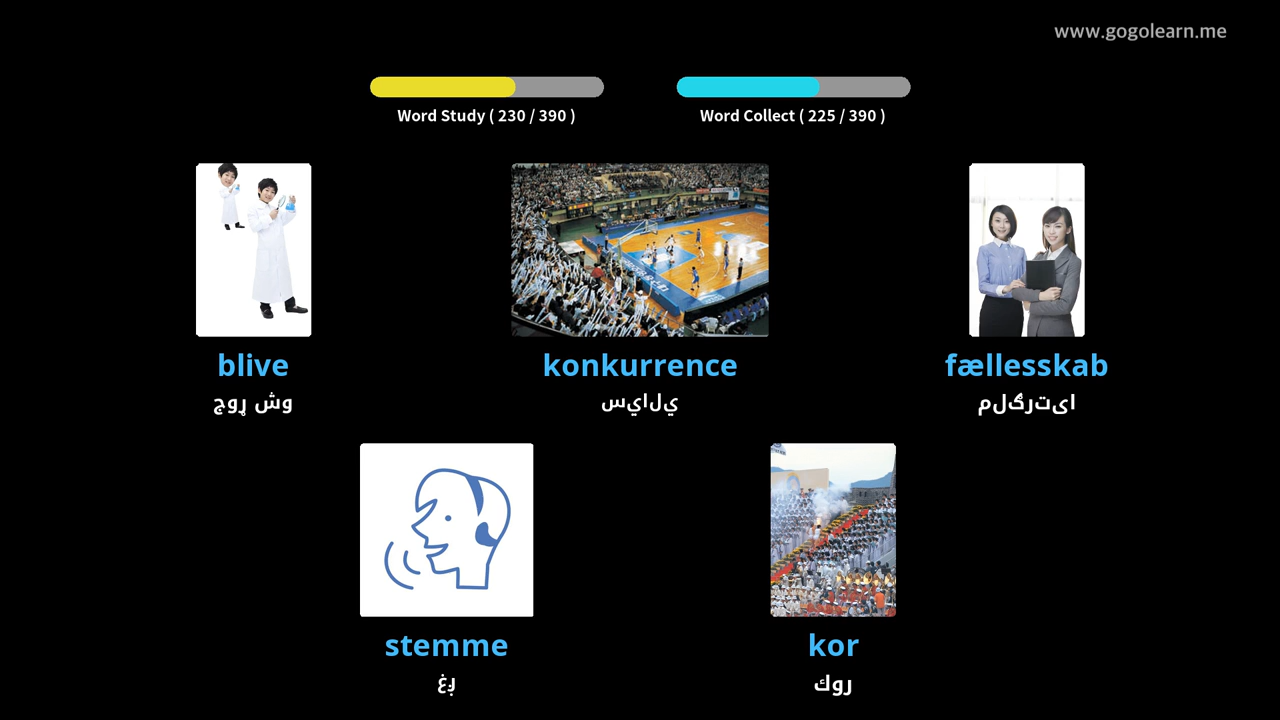 www.gogolearn.me
Word Study ( 230 / 390 )
Word Collect ( 225 / 390 )
blive
وش ړوج
konkurrence
يلايس
fællesskab
ایترګلم
stemme
ږغ
kor
روك